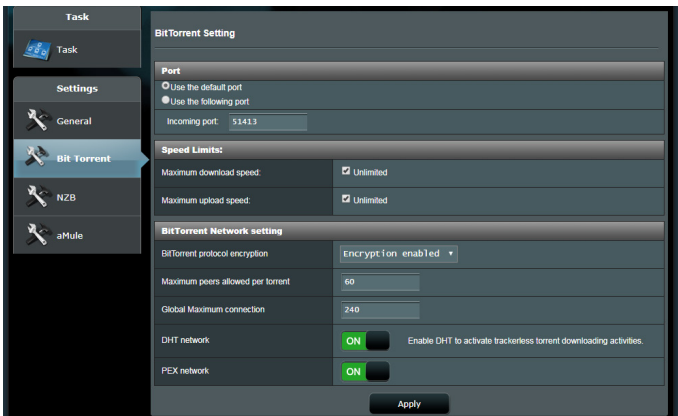 Task
Task
Settings
General
Bit Torrent
NZB
aMule
BitTorrent Setting
Port
Use the default port
Use the following port
Incoming port: 51413
Speed Limits:
Maximum download speed: Unlimited
Maximum upload speed: Unlimited
BitTorrent Network setting
BitTorrent protocol encryption Encryption enabled
Maximum peers allowed per torrent 60
Global Maximum connection 240
DHT network ON Enable DHT to activate trackerless torrent downloading activities.
PEX network ON
Apply